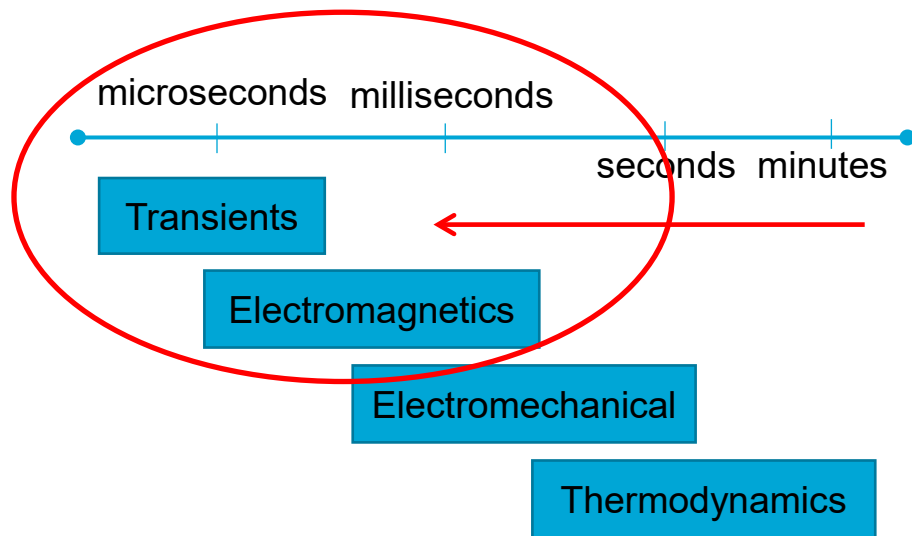 microseconds milliseconds
seconds minutes
Transients
Electromagnetics
Electromechanical
Thermodynamics